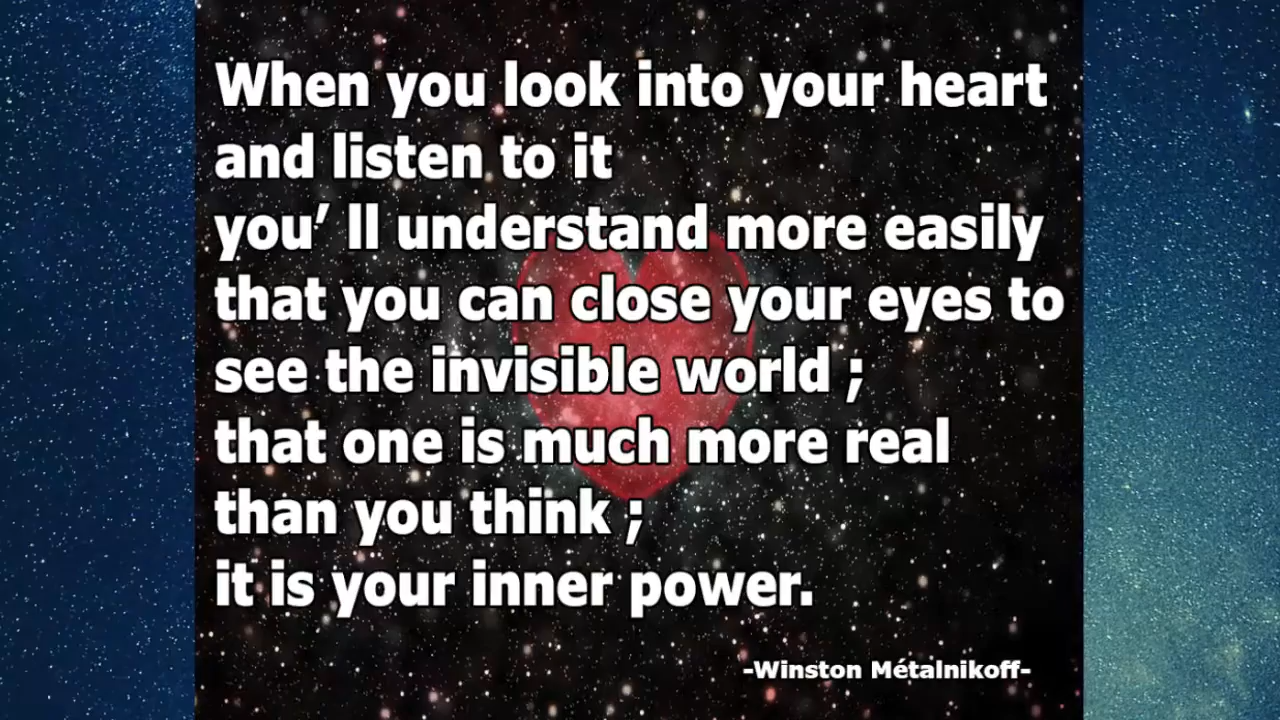 When you look into your heart
and listen to it
you’ ll understand more easily
that you can close your eyes to
see the invisible world ;
that one is much more real
than you think ;
it is your inner power.
-Winston Métalnikoff-